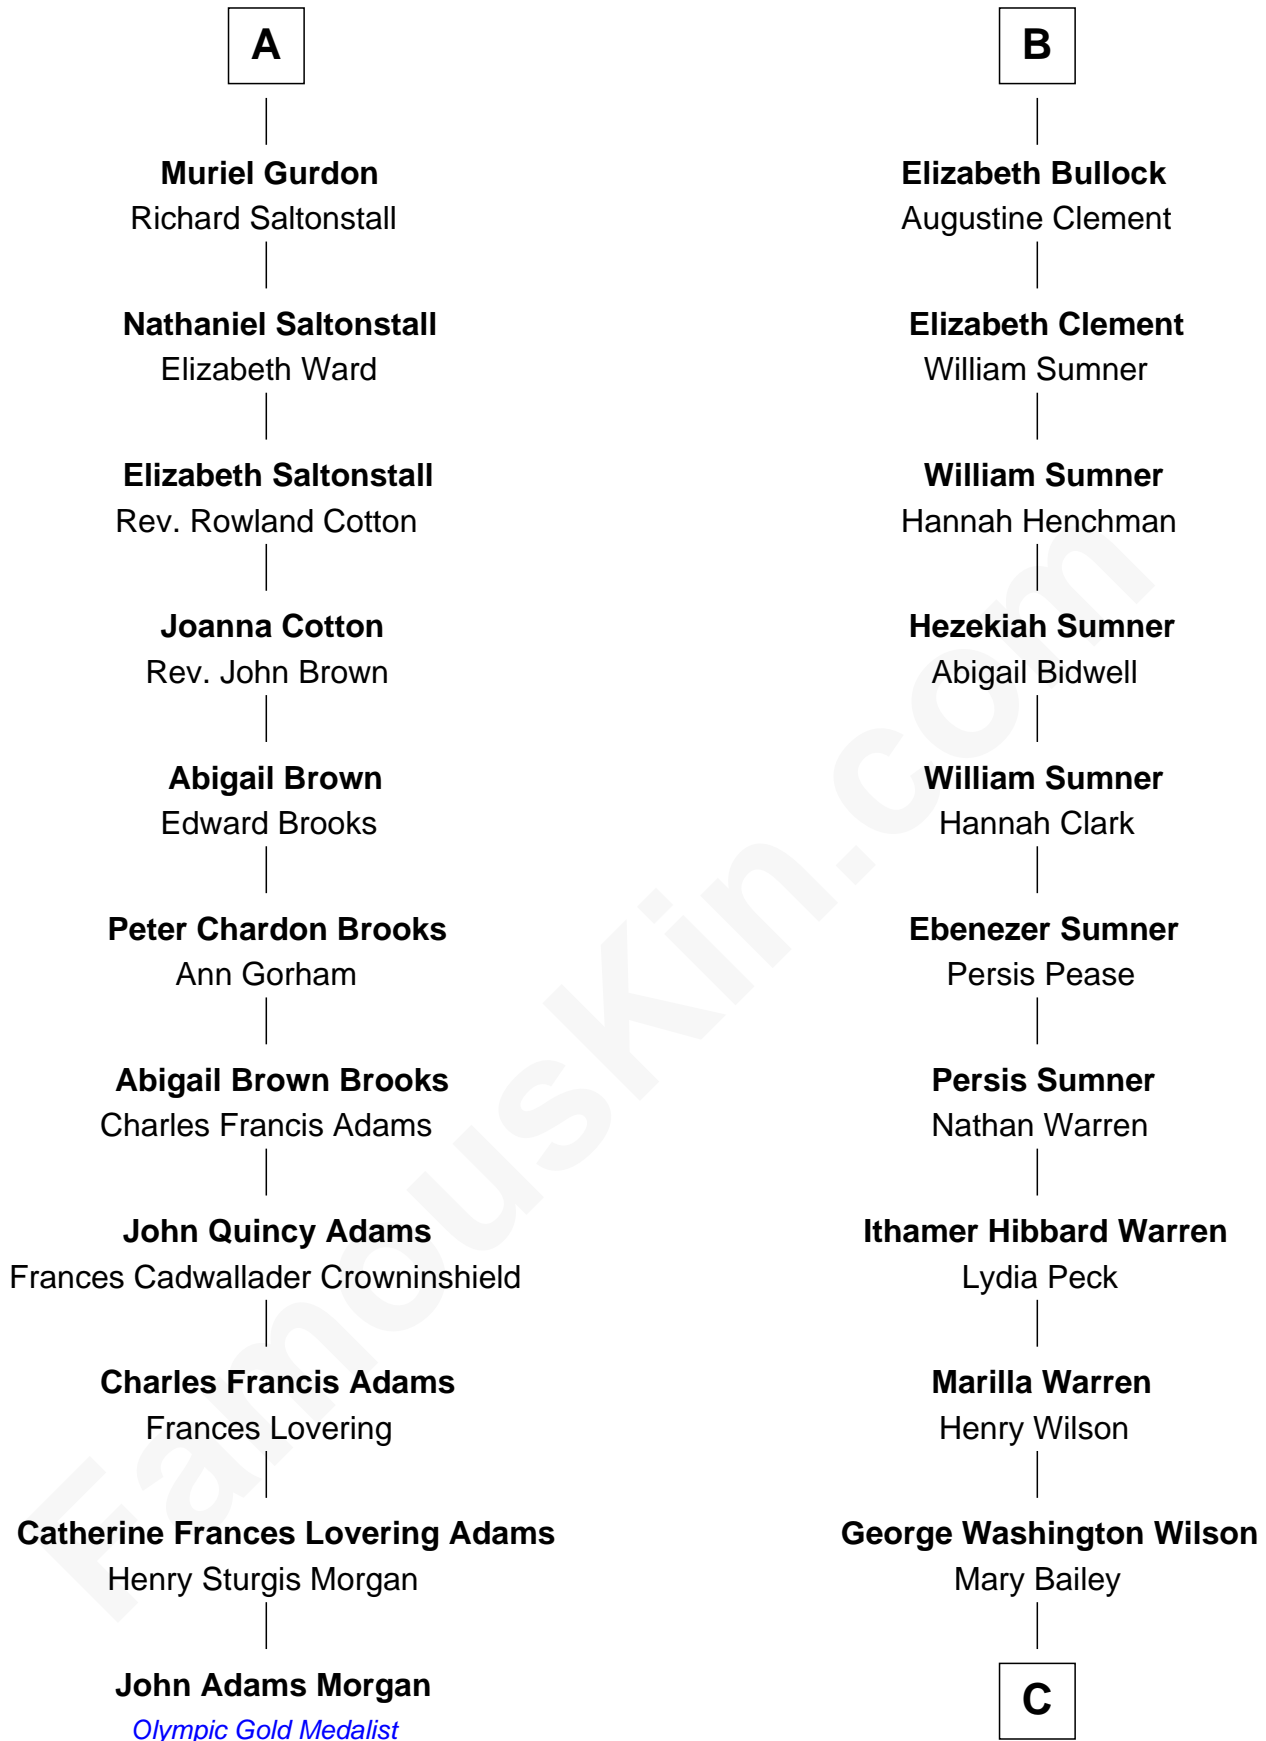 A
Muriel Gurdon
Richard Saltonstall
Nathaniel Saltonstall
Elizabeth Ward
Elizabeth Saltonstall
Rev. Rowland Cotton
Joanna Cotton
Rev. John Brown
Abigail Brown
Edward Brooks
Peter Chardon Brooks
Ann Gorham
Abigail Brown Brooks
Charles Francis Adams
John Quincy Adams
Frances Cadwallader Crowninshield
Charles Francis Adams
Frances Lovering
Catherine Frances Lovering Adams
Henry Sturgis Morgan
John Adams Morgan
Olympic Gold Medalist
B
Elizabeth Bullock
Augustine Clement
Elizabeth Clement
William Sumner
William Sumner
Hannah Henchman
Hezekiah Sumner
Abigail Bidwell
William Sumner
Hannah Clark
Ebenezer Sumner
Persis Pease
Persis Sumner
Nathan Warren
Ithamer Hibbard Warren
Lydia Peck
Marilla Warren
Henry Wilson
George Washington Wilson
Mary Bailey
C
FamousKin.com